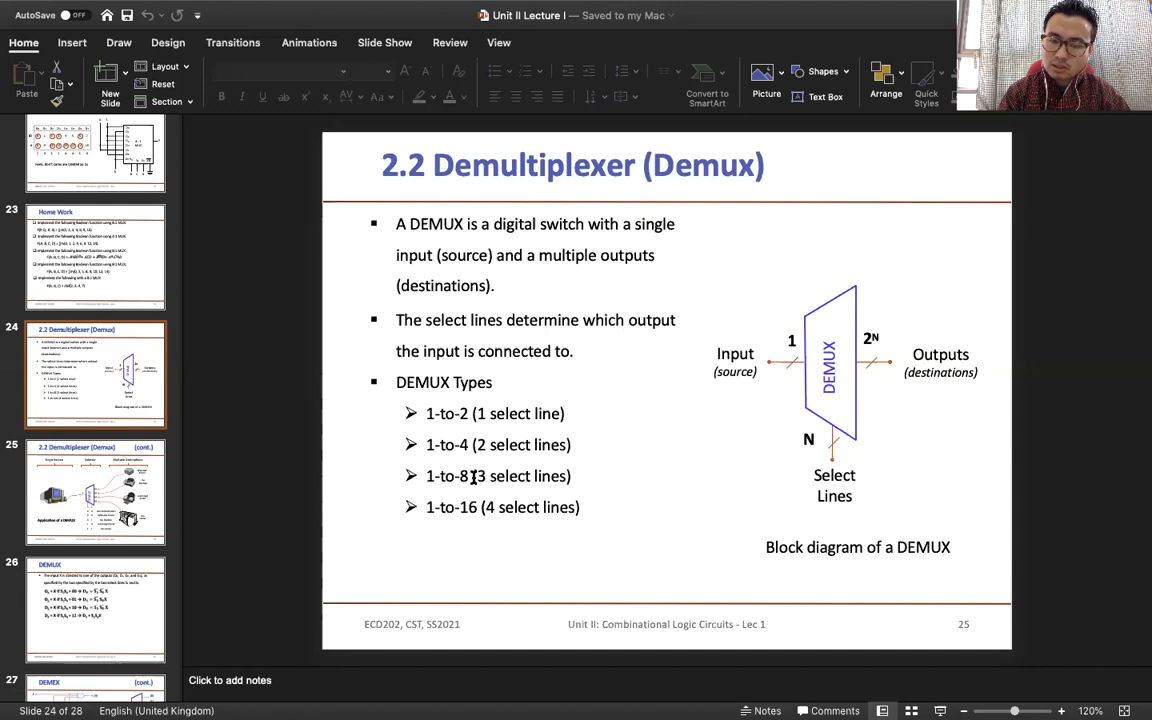 AutoSave OFF
Unit II Lecture I — Saved to my Mac
Home Insert Draw Design Transitions Animations Slide Show Review View
Paste
New Slide
Layout
Reset
Section
Convert to SmartArt
Picture
Shapes
Text Box
Arrange
Quick Styles
23
Home Work
24
2.2 Demultiplexer (Demux)
25
2.2 Demultiplexer (Demux) (cont.)
Application of a DEMUX
26
DEMUX
27
DEMEX (cont.)
2.2 Demultiplexer (Demux)
▪ A DEMUX is a digital switch with a single
input (source) and a multiple outputs
(destinations).
▪ The select lines determine which output
the input is connected to.
▪ DEMUX Types
➢ 1-to-2 (1 select line)
➢ 1-to-4 (2 select lines)
➢ 1-to-8 (3 select lines)
➢ 1-to-16 (4 select lines)
Input
(source)
1
DEMUX
2N
Outputs
(destinations)
N
Select
Lines
Block diagram of a DEMUX
ECD202, CST, SS2021
Unit II: Combinational Logic Circuits - Lec 1
25
Click to add notes
Slide 24 of 28
English (United Kingdom)
Notes
Comments
120%